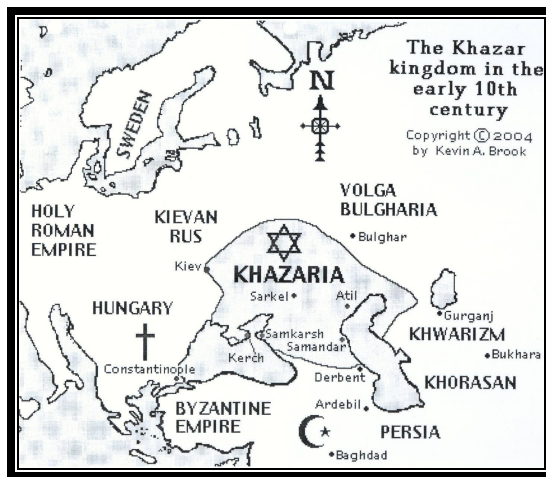 The Khazar
kingdom in the
early 10th
century
Copyright © 2004
by Kevin A. Brook
N
SWEDEN
VOLGA
BULGHARIA
HOLY
ROMAN
EMPIRE
KIEVAN
RUS
Bulghar
Kiev
KHAZARIA
Sarkel
Atil
HUNGARY
Gurganj
Samkarsh
KHWARIZM
Samandar
Kerch
Bukhara
Constantinople
Derbent
KHORASAN
BYZANTINE
EMPIRE
Ardebil
PERSIA
Baghdad